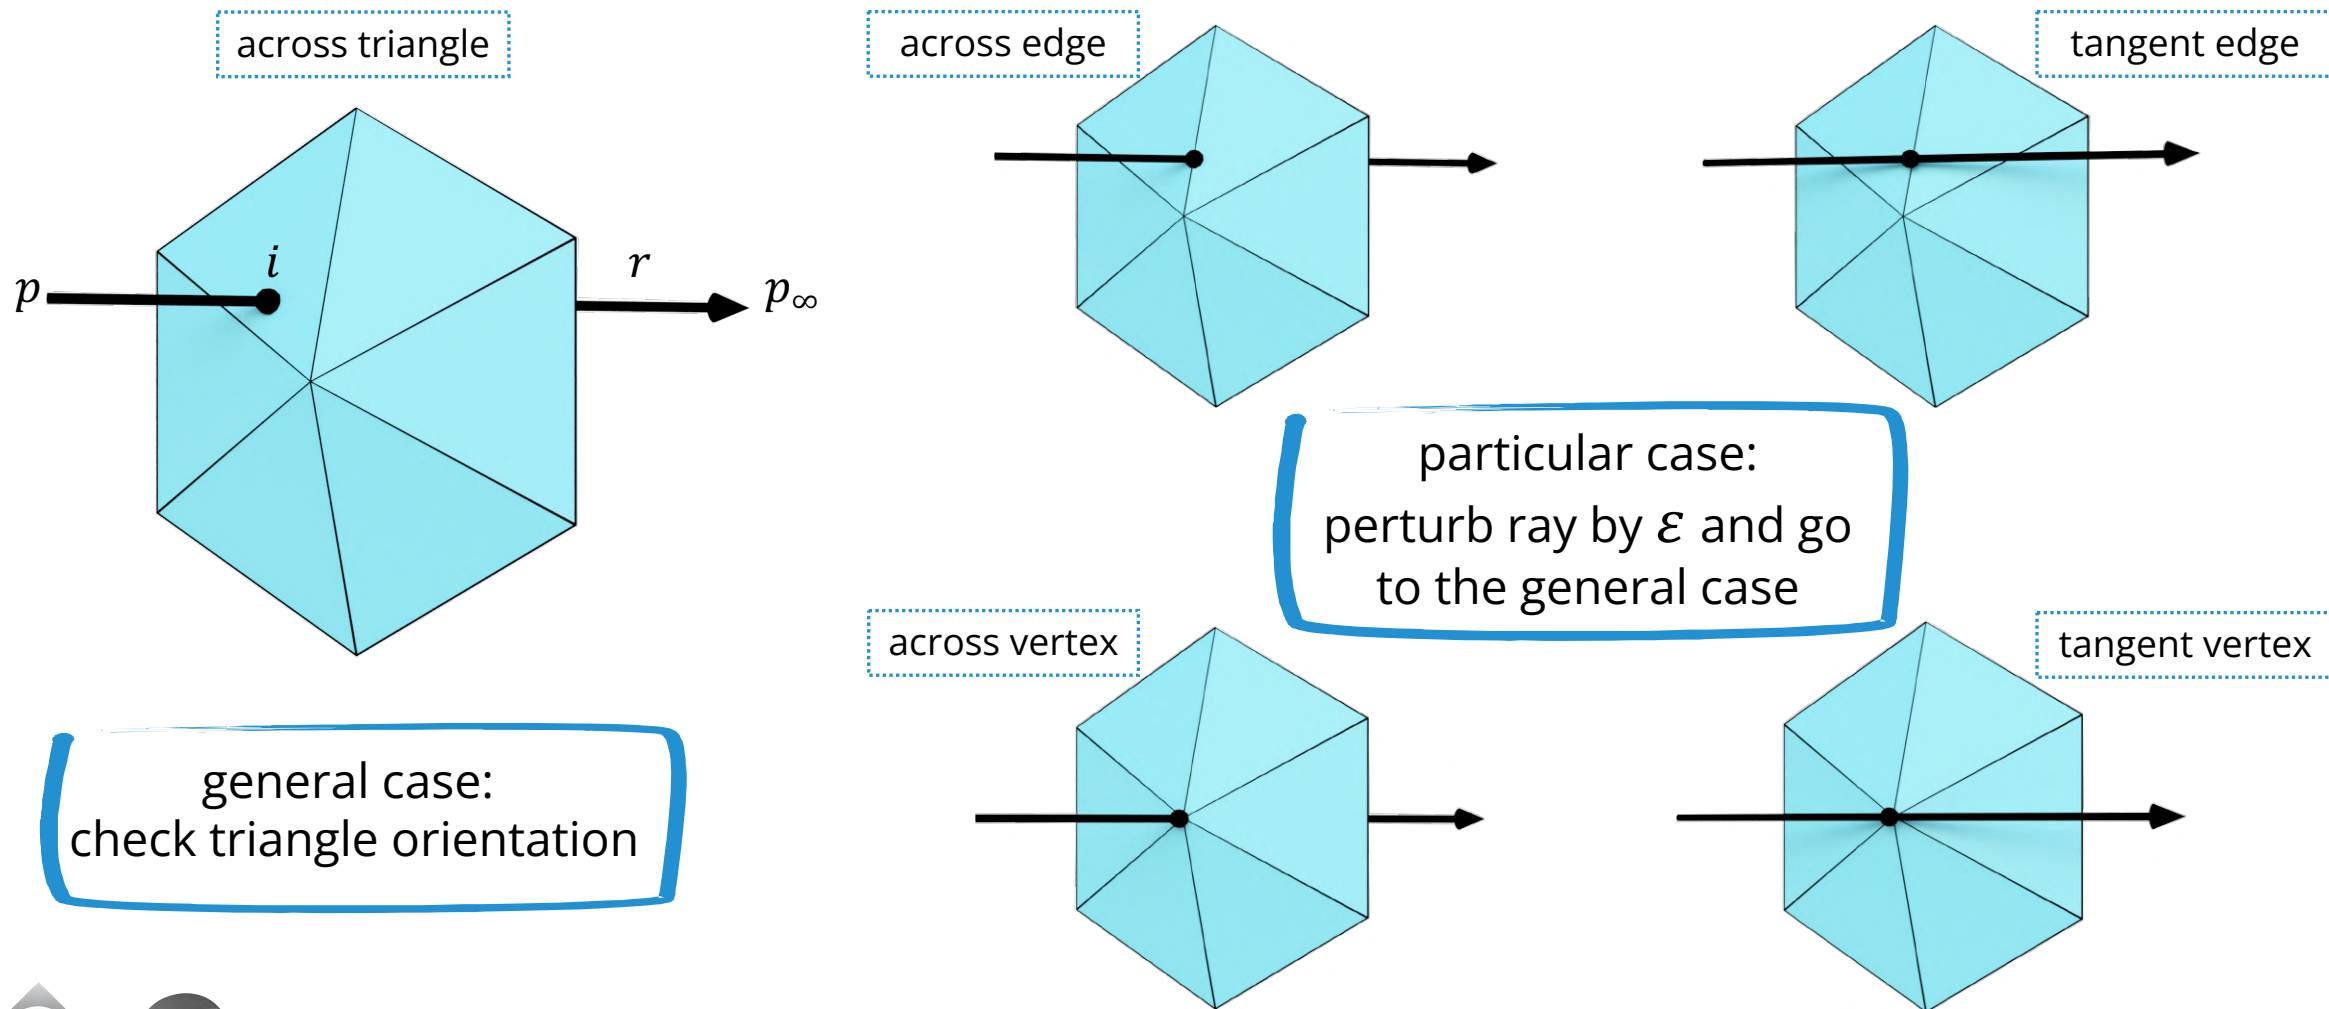 across triangle
i
p
r
p∞
general case:
check triangle orientation
across edge
tangent edge
particular case:
perturb ray by ε and go
to the general case
across vertex
tangent vertex